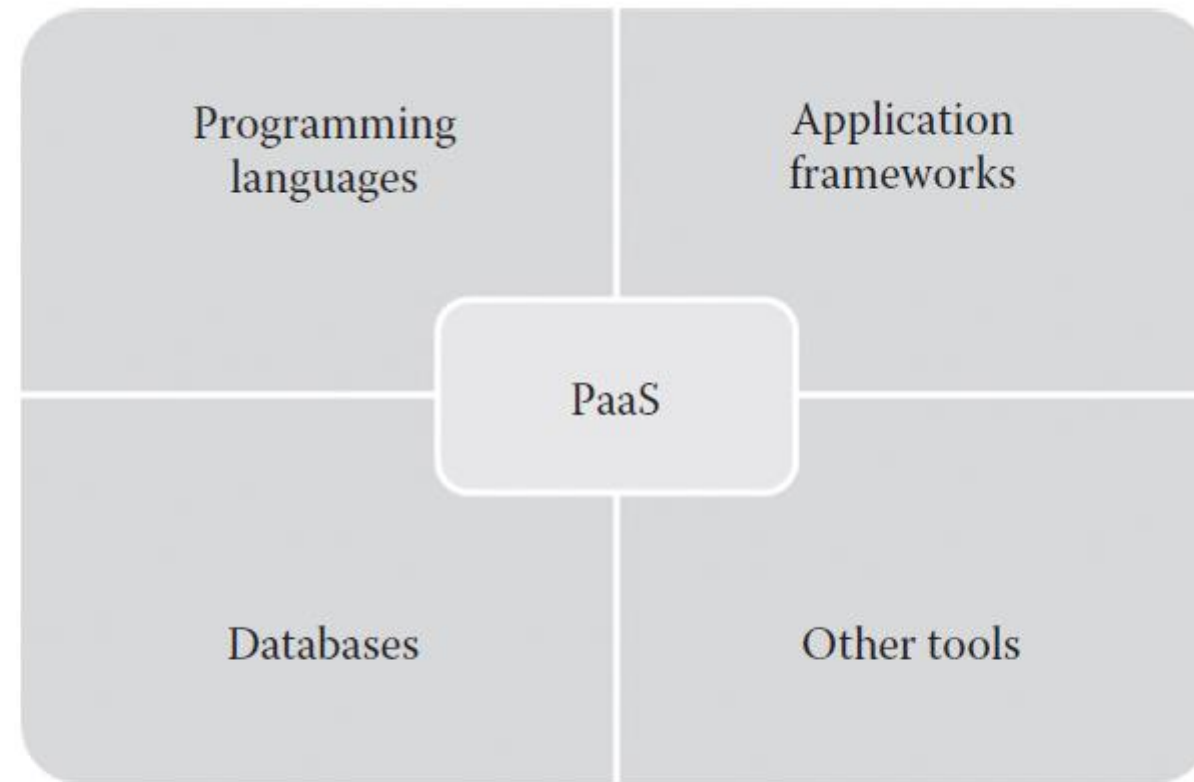 Programming
languages
Application
frameworks
PaaS
Databases
Other tools